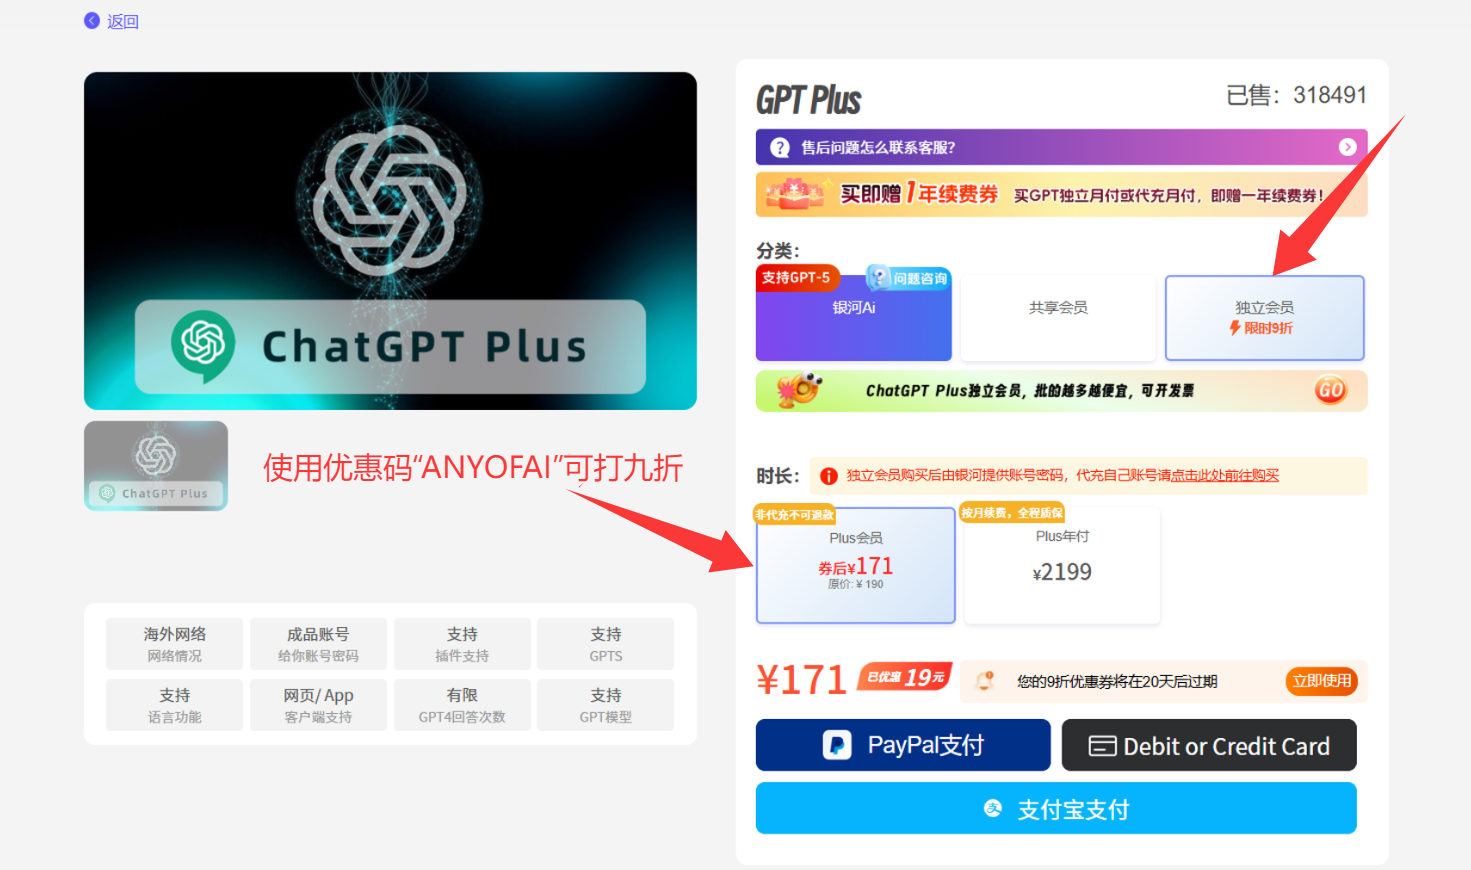 返回
ChatGPT Plus
ChatGPT Plus
使用优惠码“ANYOFAI”可打九折
海外网络
网络情况
成品账号
给你账号密码
支持
插件支持
支持
GPTS
支持
语言功能
网页/ App
客户端支持
有限
GPT4回答次数
支持
GPT模型
GPT Plus
已售：318491
售后问题怎么联系客服?
买即赠1年续费券 买GPT独立月付或代充月付，即赠一年续费券!
分类：
支持GPT-5
问题咨询
银河Ai
共享会员
独立会员
限时9折
ChatGPT Plus独立会员，批的越多越便宜，可开发票
GO
时长：
独立会员购买后由银河提供账号密码，代充自己账号请点击此处前往购买
非代充不可退款
Plus会员
券后¥171
原价: ¥ 190
按月续费，全程质保
Plus年付
¥2199
¥171
已优惠 19元
您的9折优惠券将在20天后过期
立即使用
PayPal支付
Debit or Credit Card
支付宝支付